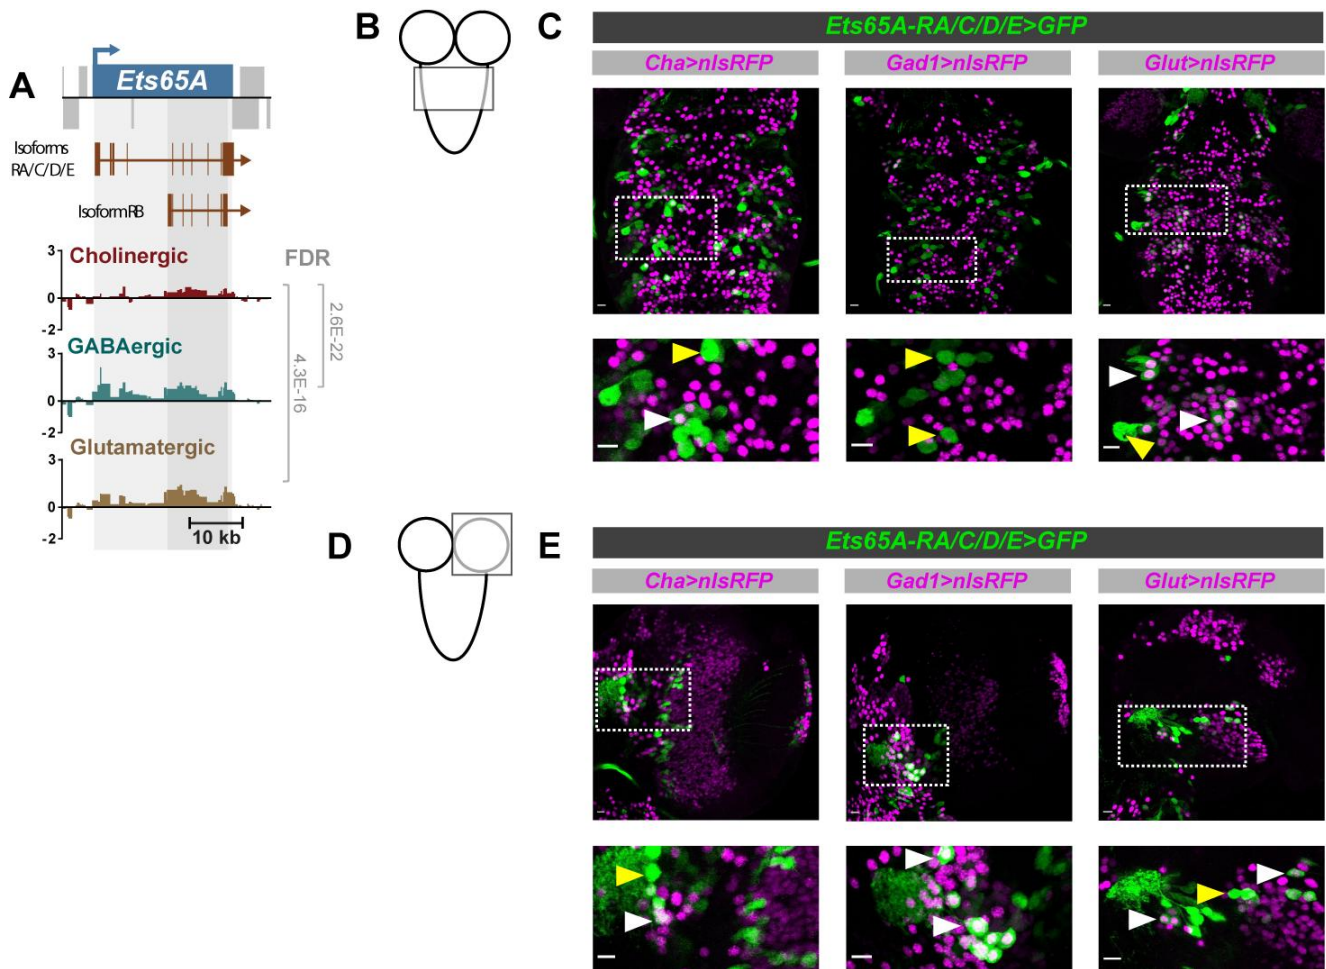 A
Ets65A
Isoforms
RA/C/D/E
Isoform RB
3
Cholinergic
FDR
0
-2
2.6E-22
3
GABAergic
4.3E-16
0
-2
3
Glutamatergic
0
-2
10 kb
B
C
Ets65A-RA/C/D/E>GFP
Cha>nlsRFP
Gad1>nlsRFP
Glut>nlsRFP
D
E
Ets65A-RA/C/D/E>GFP
Cha>nlsRFP
Gad1>nlsRFP
Glut>nlsRFP